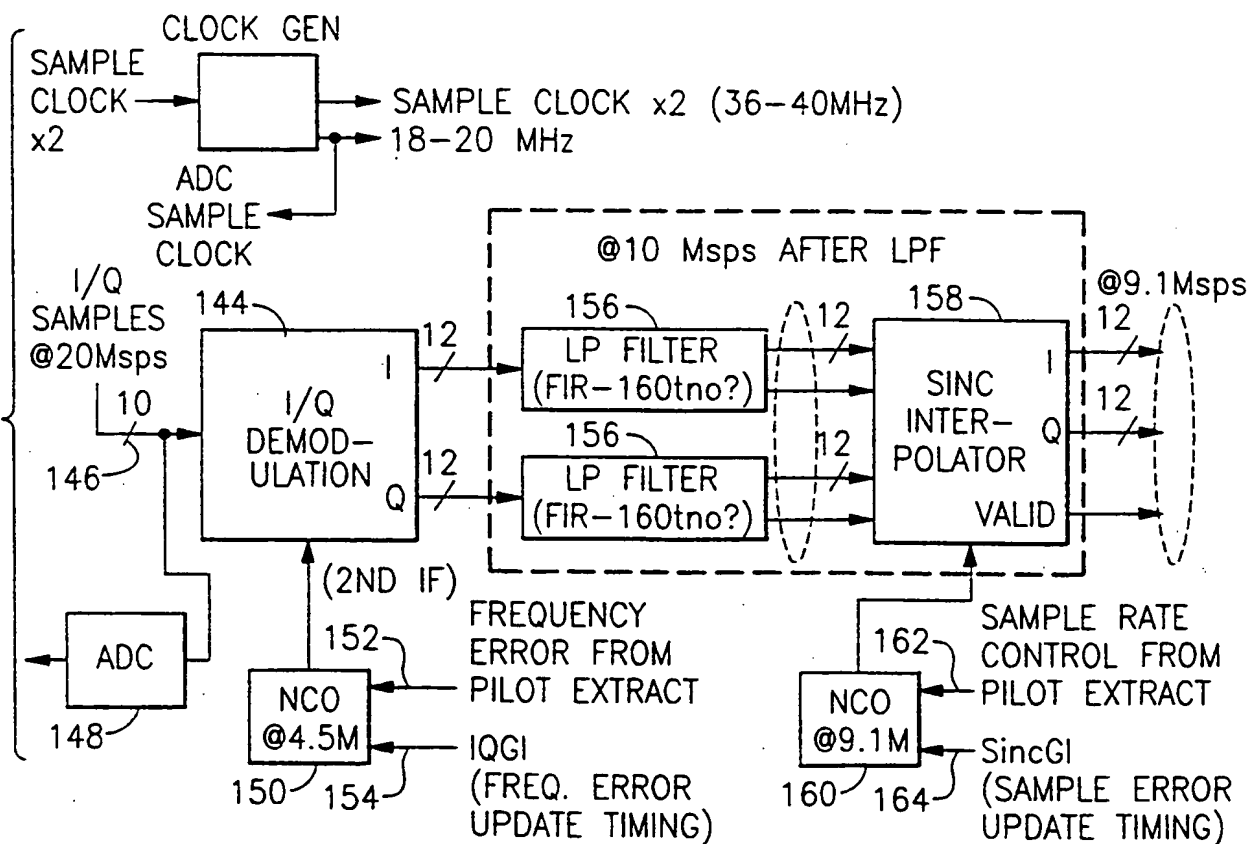 CLOCK GEN
SAMPLE
CLOCK
x2
SAMPLE CLOCK x2 (36-40MHz)
18-20 MHz
ADC
SAMPLE
CLOCK
I/Q
SAMPLES
@20Msps
10
146
144
I/Q
DEMOD-
ULATION
I
Q
12
12
@10 Msps AFTER LPF
156
LP FILTER
(FIR-160tno?)
12
156
LP FILTER
(FIR-160tno?)
12
158
SINC
INTER-
POLATOR
I
Q
VALID
@9.1Msps
12
12
ADC
148
(2ND IF)
NCO
@4.5M
150
152
FREQUENCY
ERROR FROM
PILOT EXTRACT
154
IQGI
(FREQ. ERROR
UPDATE TIMING)
NCO
@9.1M
160
162
SAMPLE RATE
CONTROL FROM
PILOT EXTRACT
164
SincGI
(SAMPLE ERROR
UPDATE TIMING)